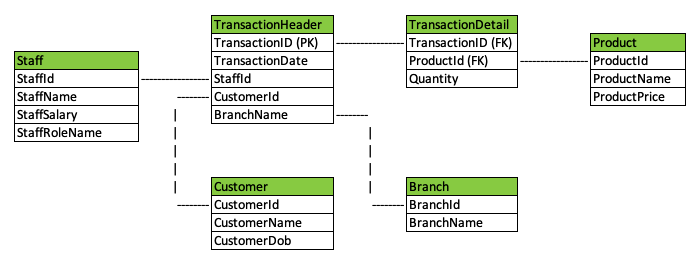 TransactionHeader
TransactionID (PK)
TransactionDate
StaffId
CustomerId
BranchName
TransactionDetail
TransactionID (FK)
ProductId (FK)
Quantity
Product
ProductId
ProductName
ProductPrice
Staff
StaffId
StaffName
StaffSalary
StaffRoleName
Customer
CustomerId
CustomerName
CustomerDob
Branch
BranchId
BranchName